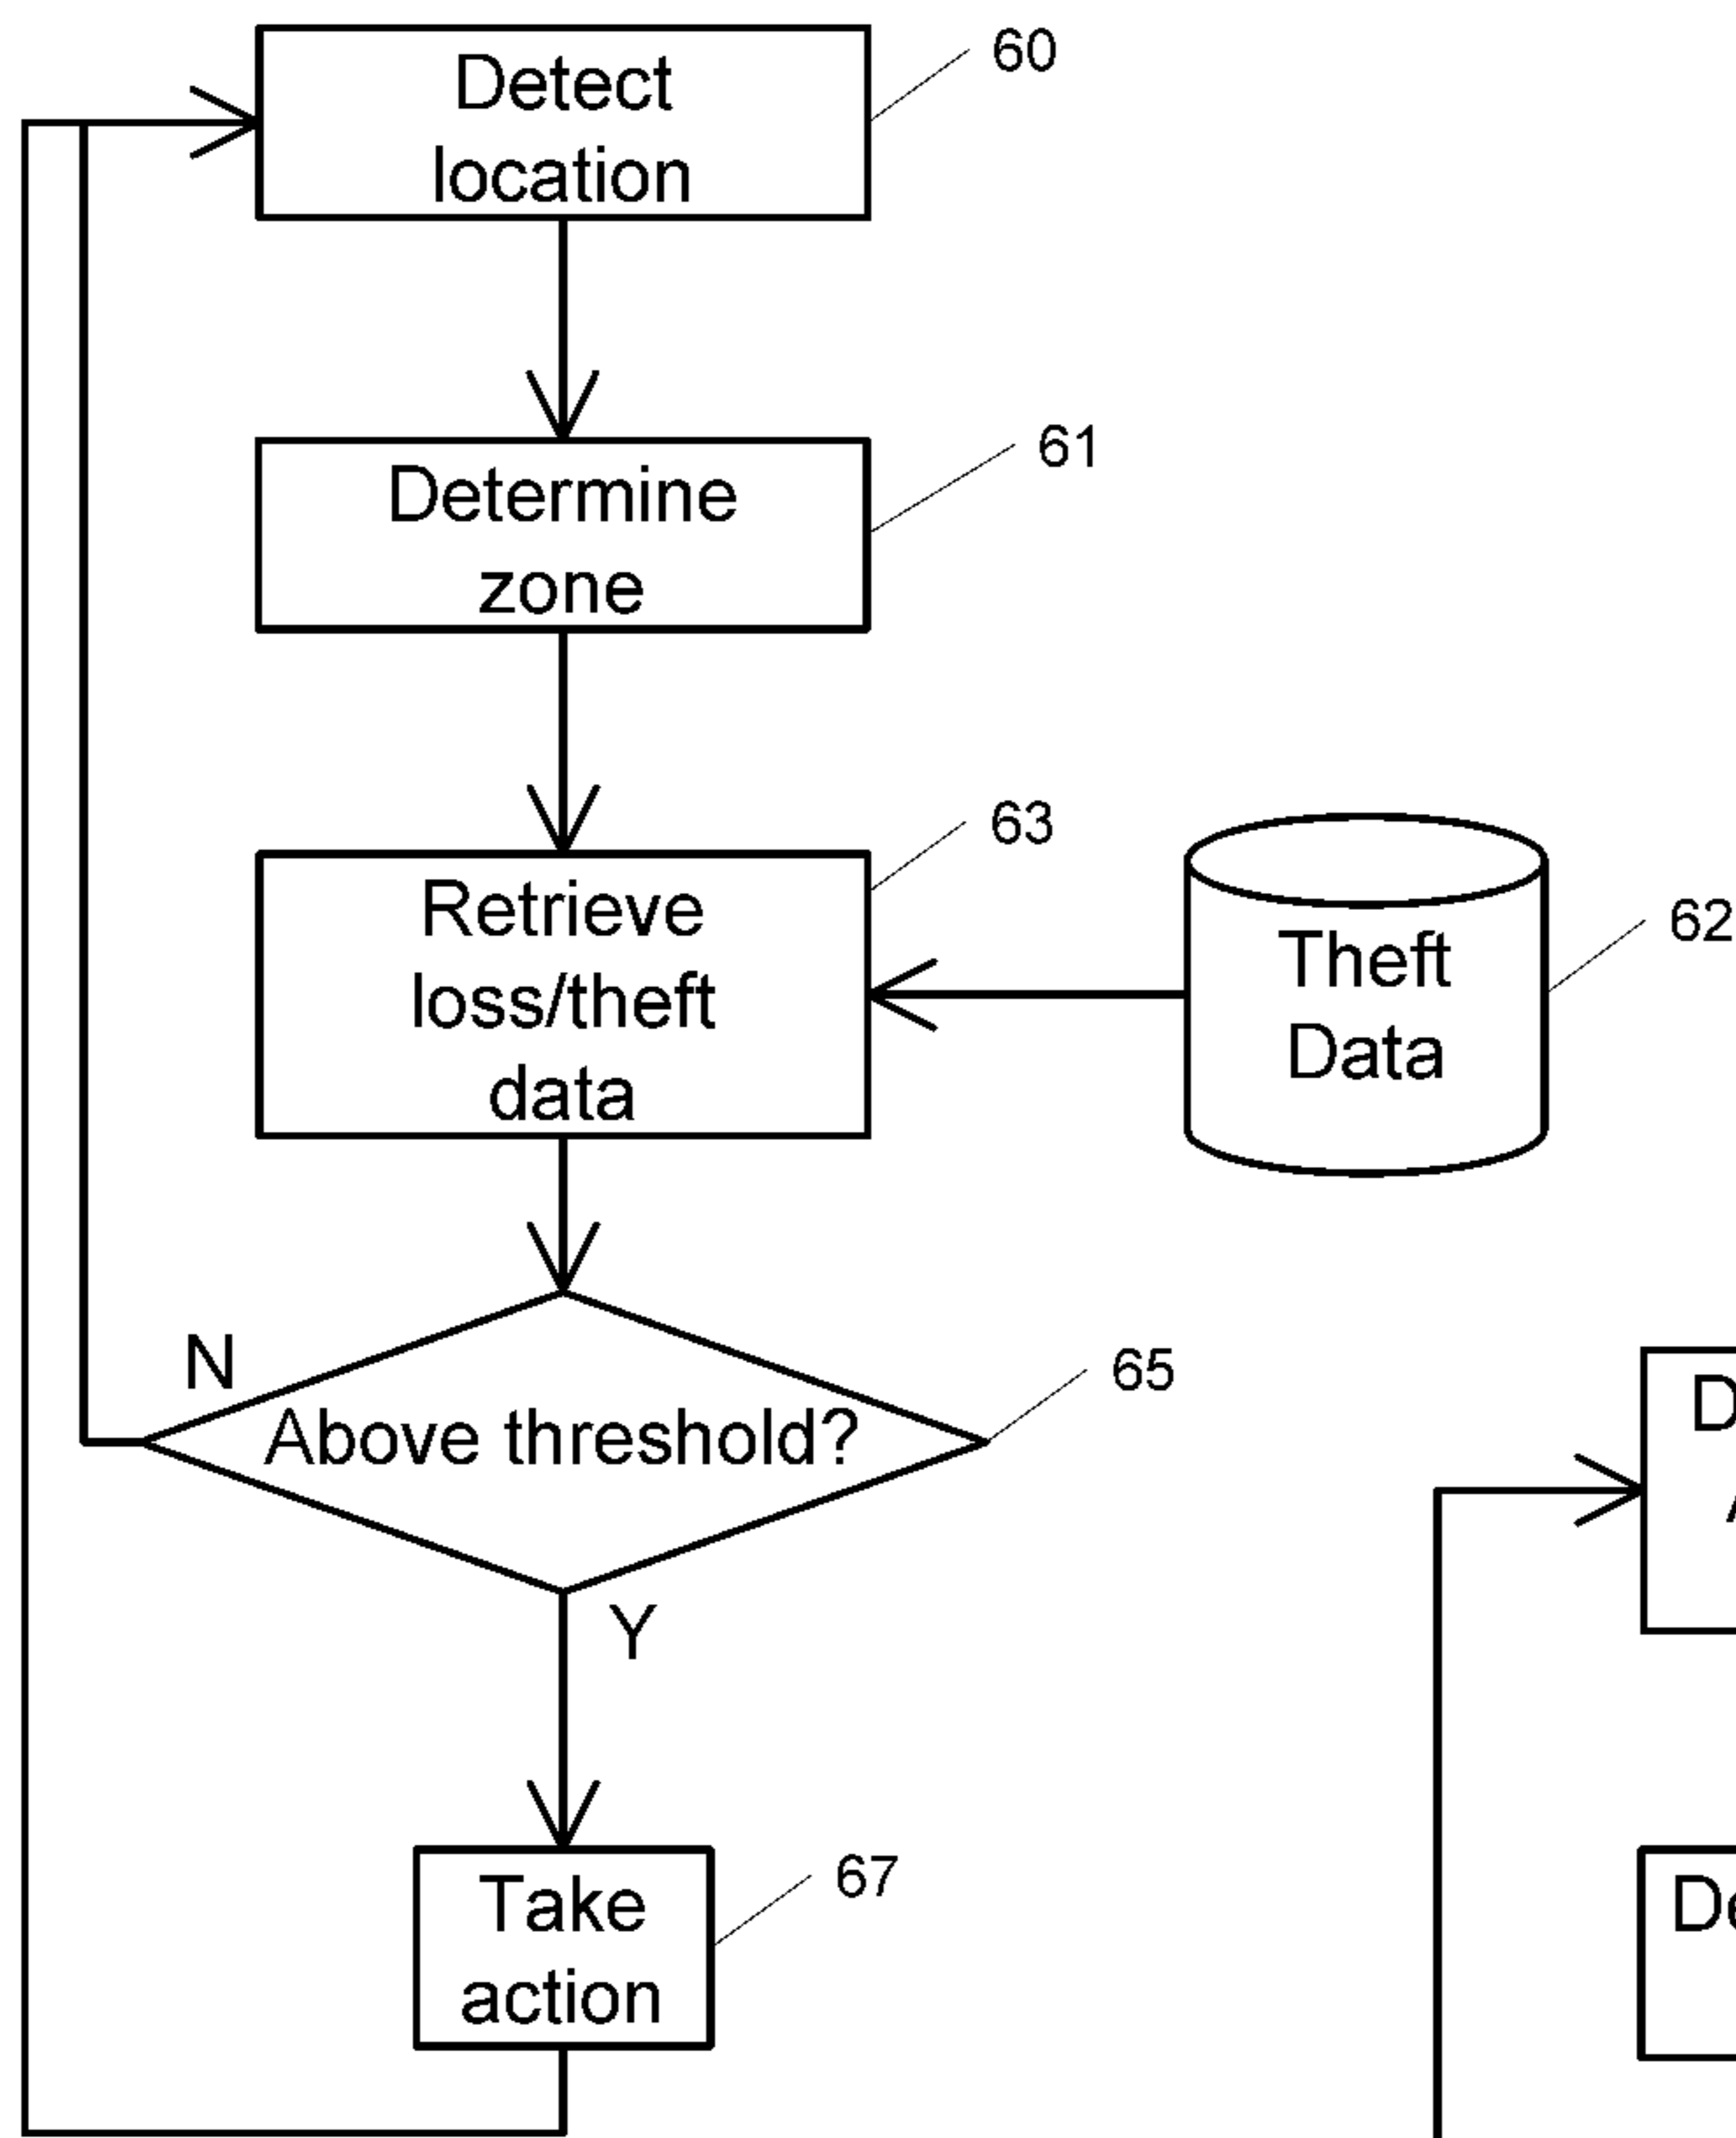 Detect
location
60
Determine
zone
61
Retrieve
loss/theft
data
63
Theft
Data
62
N
Above threshold?
65
Y
Take
action
67